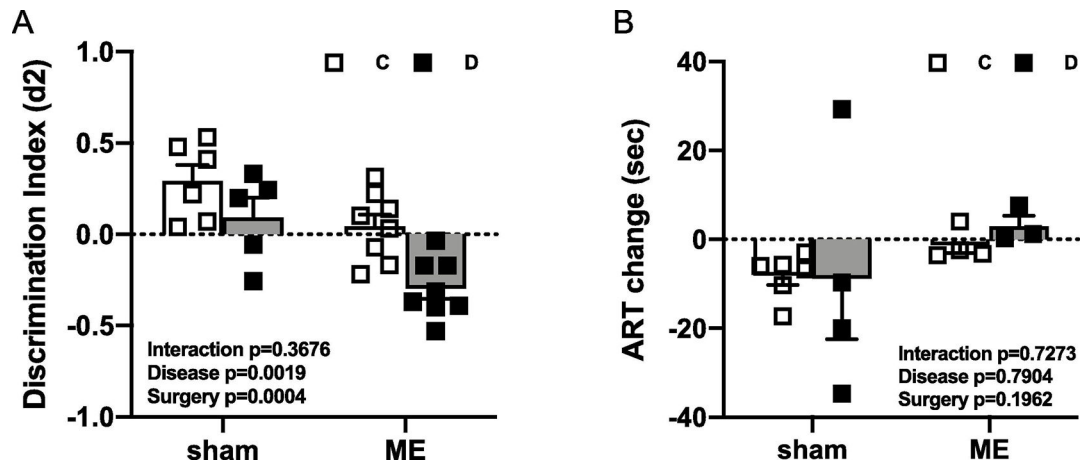 A
Discrimination Index (d2)
1.0
0.5
0.0
-0.5
-1.0
C D
Interaction p=0.3676
Disease p=0.0019
Surgery p=0.0004
sham ME
B
ART change (sec)
40
20
0
-20
-40
C D
Interaction p=0.7273
Disease p=0.7904
Surgery p=0.1962
sham ME